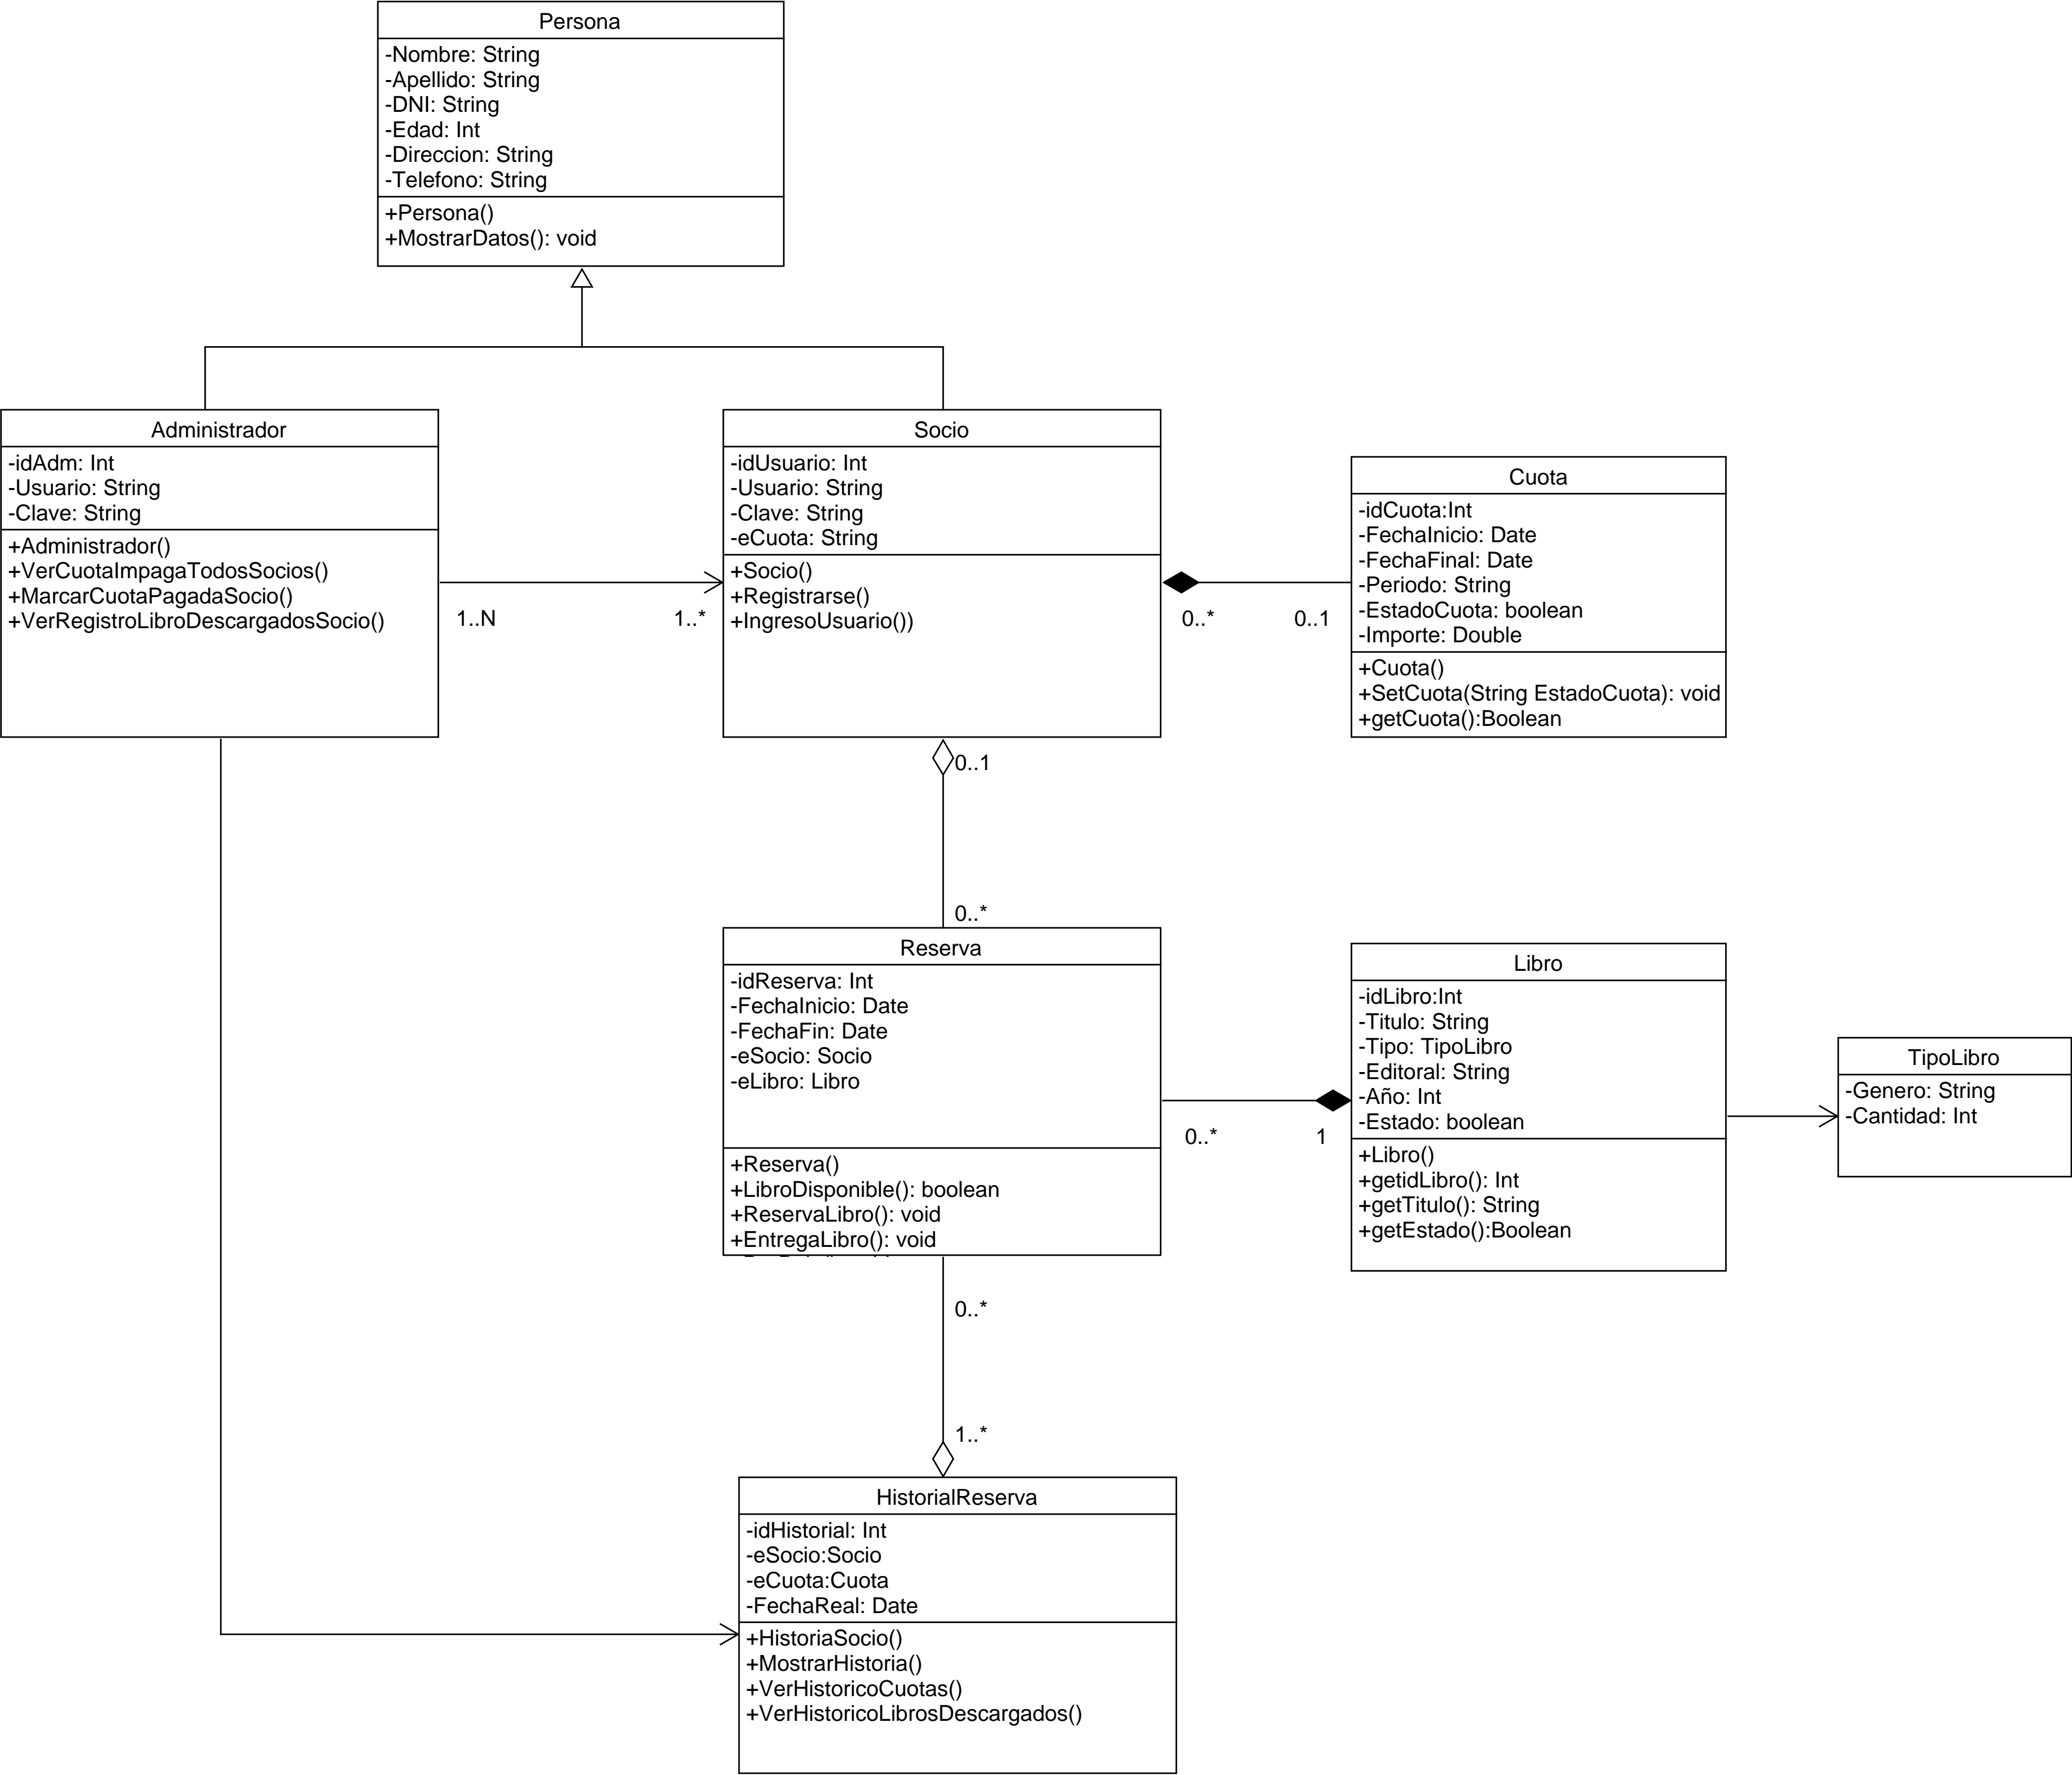 Persona
-Nombre: String
-Apellido: String
-DNI: String
-Edad: Int
-Direccion: String
-Telefono: String
+Persona()
+MostrarDatos(): void
Administrador
-idAdm: Int
-Usuario: String
-Clave: String
+Administrador()
+VerCuotaImpagaTodosSocios()
+MarcarCuotaPagadaSocio()
+VerRegistroLibroDescargadosSocio()
1..N
1..*
Socio
-idUsuario: Int
-Usuario: String
-Clave: String
-eCuota: String
+Socio()
+Registrarse()
+IngresoUsuario())
0..*
0..1
Cuota
-idCuota:Int
-FechaInicio: Date
-FechaFinal: Date
-Periodo: String
-EstadoCuota: boolean
-Importe: Double
+Cuota()
+SetCuota(String EstadoCuota): void
+getCuota():Boolean
0..1
0..*
Reserva
-idReserva: Int
-FechaInicio: Date
-FechaFin: Date
-eSocio: Socio
-eLibro: Libro
+Reserva()
+LibroDisponible(): boolean
+ReservaLibro(): void
+EntregaLibro(): void
0..*
1
Libro
-idLibro:Int
-Titulo: String
-Tipo: TipoLibro
-Editoral: String
-Año: Int
-Estado: boolean
+Libro()
+getidLibro(): Int
+getTitulo(): String
+getEstado():Boolean
TipoLibro
-Genero: String
-Cantidad: Int
0..*
1..*
HistorialReserva
-idHistorial: Int
-eSocio:Socio
-eCuota:Cuota
-FechaReal: Date
+HistoriaSocio()
+MostrarHistoria()
+VerHistoricoCuotas()
+VerHistoricoLibrosDescargados()